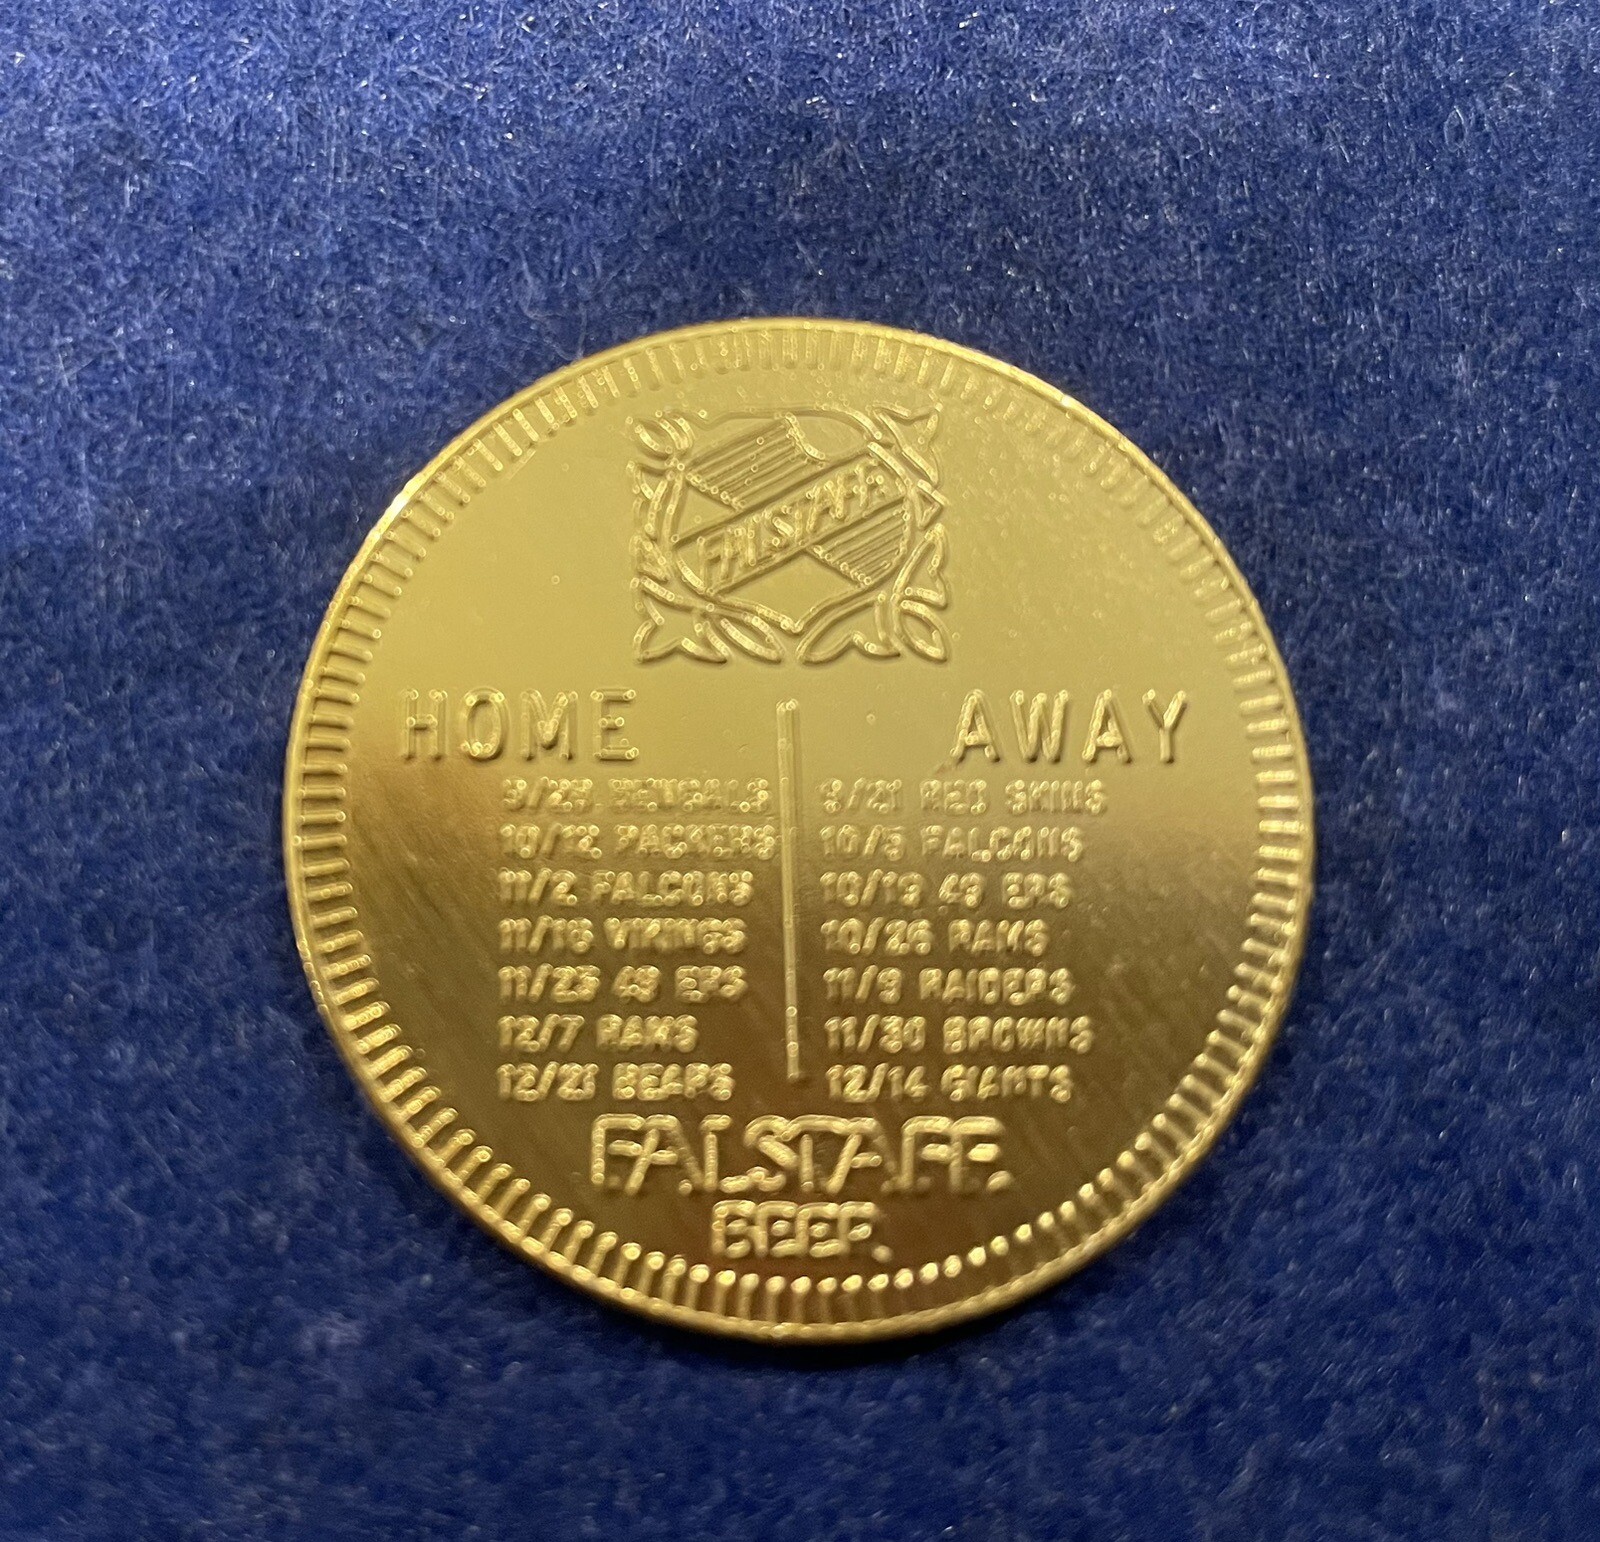 FALSTAFF
HOME AWAY
9/28 BENGALS 9/21 RED SKINS
10/12 PACKERS 10/5 FALCONS
11/2 FALCONS 10/19 49 ERS
11/16 VIKINGS 10/26 RAMS
11/23 49 ERS 11/9 RAIDERS
12/7 RAMS 11/30 BROWNS
12/21 BEARS 12/14 GIANTS
FALSTAFF
BEER.